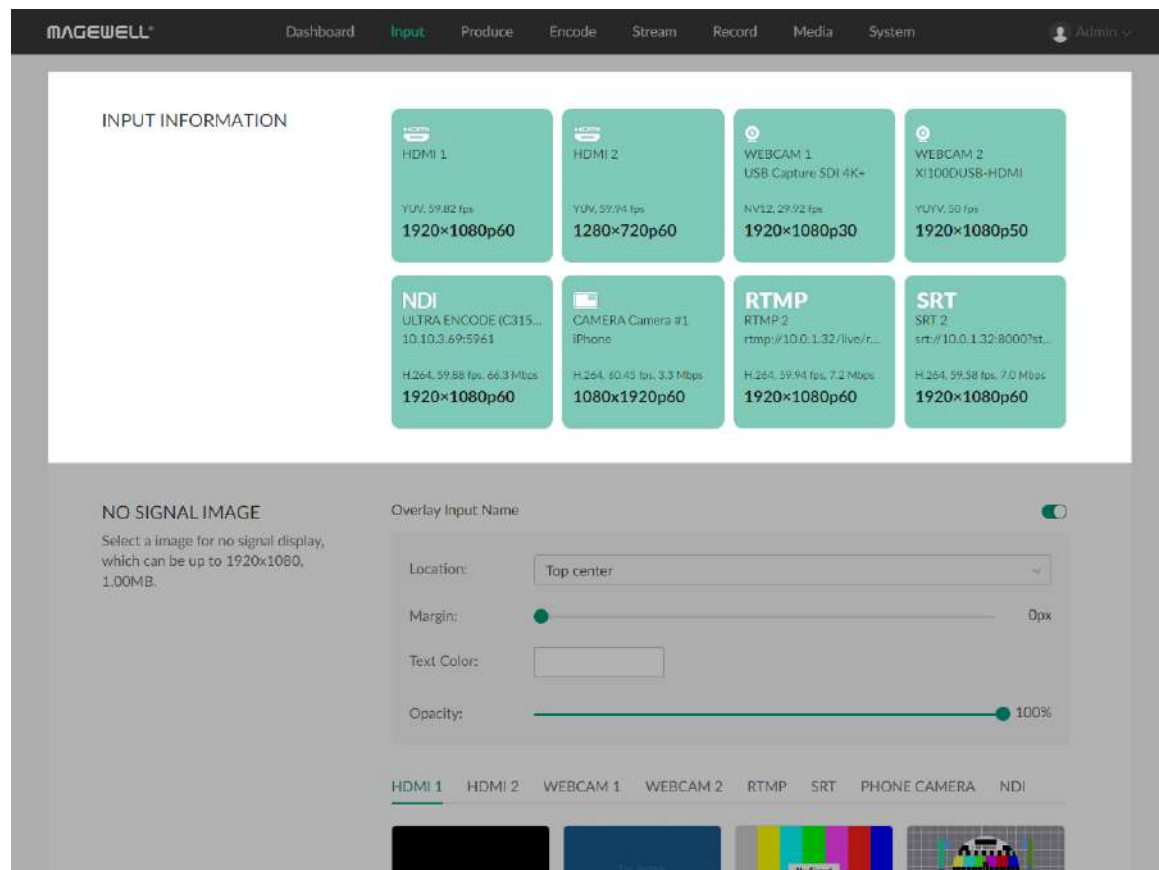 MAGEWELL®
Dashboard Input Produce Encode Stream Record Media System Admin
INPUT INFORMATION
HDMI
HDMI 1
YUV, 59.82 fps
1920×1080p60
HDMI
HDMI 2
YUV, 59.94 fps
1280×720p60
WEBCAM 1
USB Capture SDI 4K+
NV12, 29.92 fps
1920×1080p30
WEBCAM 2
XI100DUSB-HDMI
YUYV, 50 fps
1920×1080p50
NDI
ULTRA ENCODE (C315...
10.10.3.69:5961
H.264, 59.88 fps, 66.3 Mbps
1920×1080p60
CAMERA Camera #1
iPhone
H.264, 60.45 fps, 3.3 Mbps
1080x1920p60
RTMP
RTMP 2
rtmp://10.0.1.32/live/r...
H.264, 59.94 fps, 7.2 Mbps
1920×1080p60
SRT
SRT 2
srt://10.0.1.32:8000?st...
H.264, 59.58 fps, 7.0 Mbps
1920×1080p60
NO SIGNAL IMAGE
Select a image for no signal display,
which can be up to 1920x1080,
1.00MB.
Overlay Input Name
Location: Top center
Margin: 0px
Text Color:
Opacity: 100%
HDMI 1 HDMI 2 WEBCAM 1 WEBCAM 2 RTMP SRT PHONE CAMERA NDI